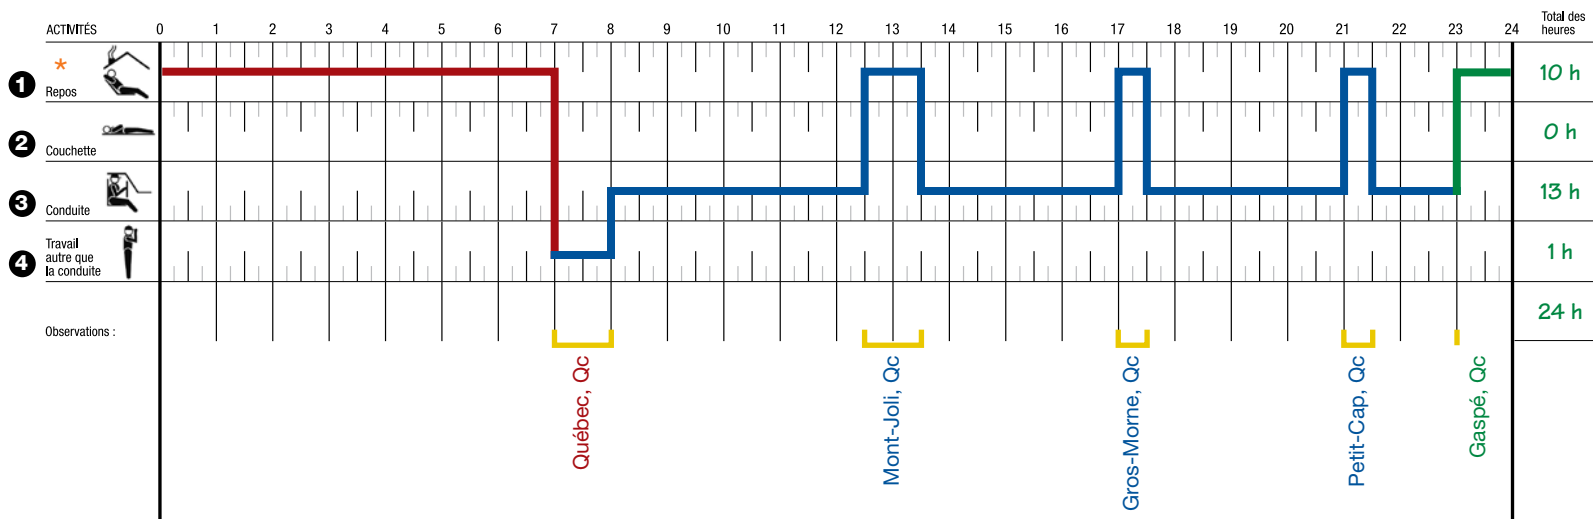 ACTIVITÉS 0 1 2 3 4 5 6 7 8 9 10 11 12 13 14 15 16 17 18 19 20 21 22 23 24 Total des
heures
*
1 Repos 10 h
2 Couchette 0 h
3 Conduite 13 h
4 Travail
autre que
la conduite 1 h
24 h
Observations :
Québec, Qc
Mont-Joli, Qc
Gros-Morne, Qc
Petit-Cap, Qc
Gaspé, Qc